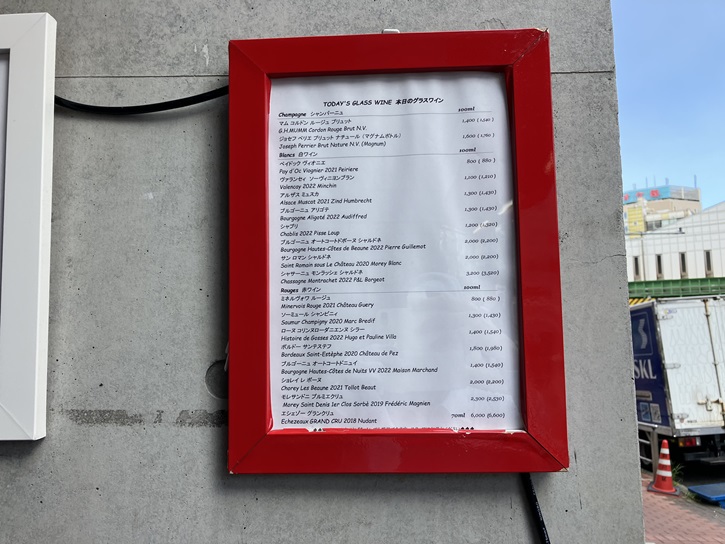 TODAY'S GLASS WINE 本日のグラスワイン
Champagne シャンパーニュ 100ml
マム コルドン ルージュ ブリュット 1,400 (1,540)
G.H.MUMM Cordon Rouge Brut N.V.
ジョセフ ペリエ ブリュット ナチュール (マグナムボトル) 1,600 (1,760)
Joseph Perrier Brut Nature N.V. (Magnum)
Blancs 白ワイン 100ml
ペイドック ヴィオニエ 800 ( 880 )
Pay d'Oc Viognier 2021 Peiriere
ヴァランセィ ソーヴィニヨンブラン 1,100 (1,210)
Valencay 2022 Minchin
アルザス ミュスカ 1,300 (1,430)
Alsace Muscat 2021 Zind Humbrecht
ブルゴーニュ アリゴテ 1,300 (1,430)
Bourgogne Aligoté 2022 Audiffred
シャブリ 1,200 (1,320)
Chablis 2022 Pisse Loup
ブルゴーニュ オートコートドボーヌ シャルドネ 2,000 (2,200)
Bourgogne Hautes-Côtes de Beaune 2022 Pierre Guillemot
サン ロマン シャルドネ 2,000 (2,200)
Saint Romain sous Le Château 2020 Morey Blanc
シャサーニュ モンラッシェ シャルドネ 3,200 (3,520)
Chassagne Montrachet 2022 P&L Borgeot
Rouges 赤ワイン 100ml
ミネルヴォワ ルージュ 800 ( 880 )
Minervois Rouge 2021 Château Guery
ソーミュール シャンピニィ 1,300 (1,430)
Saumur Champigny 2020 Marc Bredif
ローヌ コリンヌローダニエンヌ シラー 1,400 (1,540)
Histoire de Gosses 2022 Hugo et Pauline Villa
ボルドー サンテステフ 1,800 (1,980)
Bordeaux Saint-Estèphe 2020 Château de Fez
ブルゴーニュ オートコートドニュイ 1,400 (1,540)
Bourgogne Hautes-Côtes de Nuits VV 2022 Maison Marchand
ショレイ レ ボーヌ 2,000 (2,200)
Chorey Les Beaune 2021 Tollot Beaut
モレサンドニ プルミエクリュ 2,300 (2,530)
Morey Saint Denis 1er Clos Sorbè 2019 Frédéric Magnien
エシェゾー グランクリュ 70ml 6,000 (6,600)
Echezeaux GRAND CRU 2018 Nudant
SKL